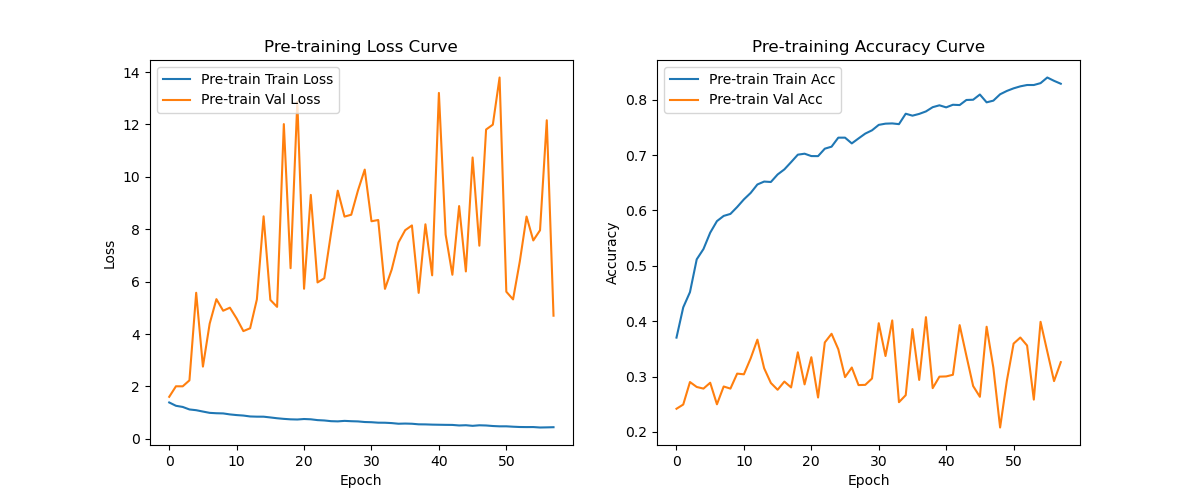 Pre-training Loss Curve
Pre-train Train Loss
Pre-train Val Loss
14
12
10
8
6
4
2
0
Loss
0 10 20 30 40 50
Epoch
Pre-training Accuracy Curve
Pre-train Train Acc
Pre-train Val Acc
0.8
0.7
0.6
0.5
0.4
0.3
0.2
Accuracy
0 10 20 30 40 50
Epoch